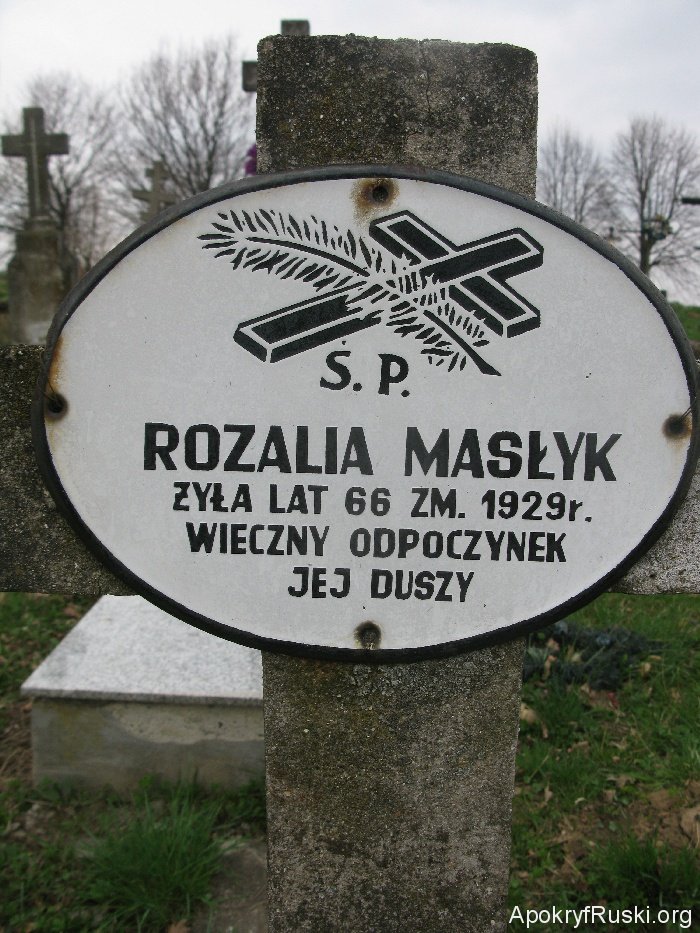 Ś. P.
ROZALIA MASŁYK
ŻYŁA LAT 66 ZM. 1929r.
WIECZNY ODPOCZYNEK
JEJ DUSZY
ApokryfRuski.org